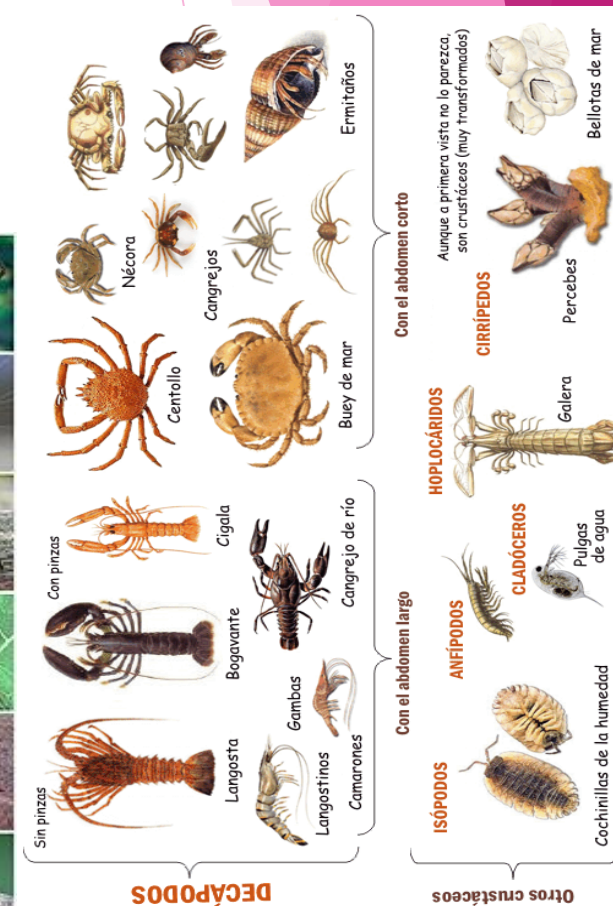 DECÁPODOS
Sin pinzas
Langosta
Langostinos
Camarones
Gambas
Con pinzas
Bogavante
Cigala
Cangrejo de río
Con el abdomen largo
Centollo
Buey de mar
Nécora
Cangrejos
Ermitaños
Con el abdomen corto
Otros crustáceos
ISÓPODOS
Cochinillas de la humedad
ANFÍPODOS
CLADÓCEROS
Pulgas
de agua
HOPLOCÁRIDOS
Galera
CIRRÍPEDOS
Aunque a primera vista no lo parezca,
son crustáceos (muy transformados)
Percebes
Bellotas de mar